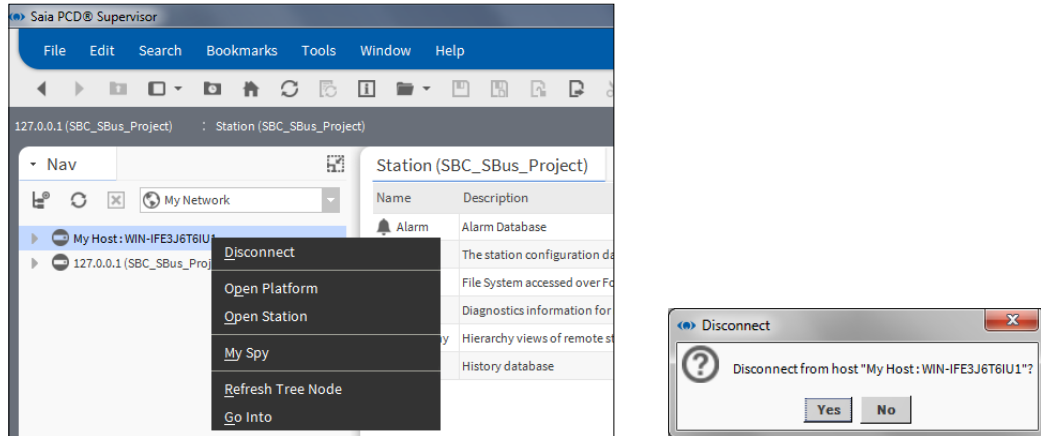 Saia PCD® Supervisor
File Edit Search Bookmarks Tools Window Help
127.0.0.1 (SBC_SBus_Project) : Station (SBC_SBus_Project)
Nav
My Network
My Host : WIN-IFE3J6T6IU1
127.0.0.1 (SBC_SBus_Proj
Disconnect
Open Platform
Open Station
My Spy
Refresh Tree Node
Go Into
Station (SBC_SBus_Project)
Name Description
Alarm Alarm Database
The station configuration da
File System accessed over Fo
Diagnostics information for
ay Hierarchy views of remote st
History database
Disconnect
Disconnect from host "My Host : WIN-IFE3J6T6IU1"?
Yes No